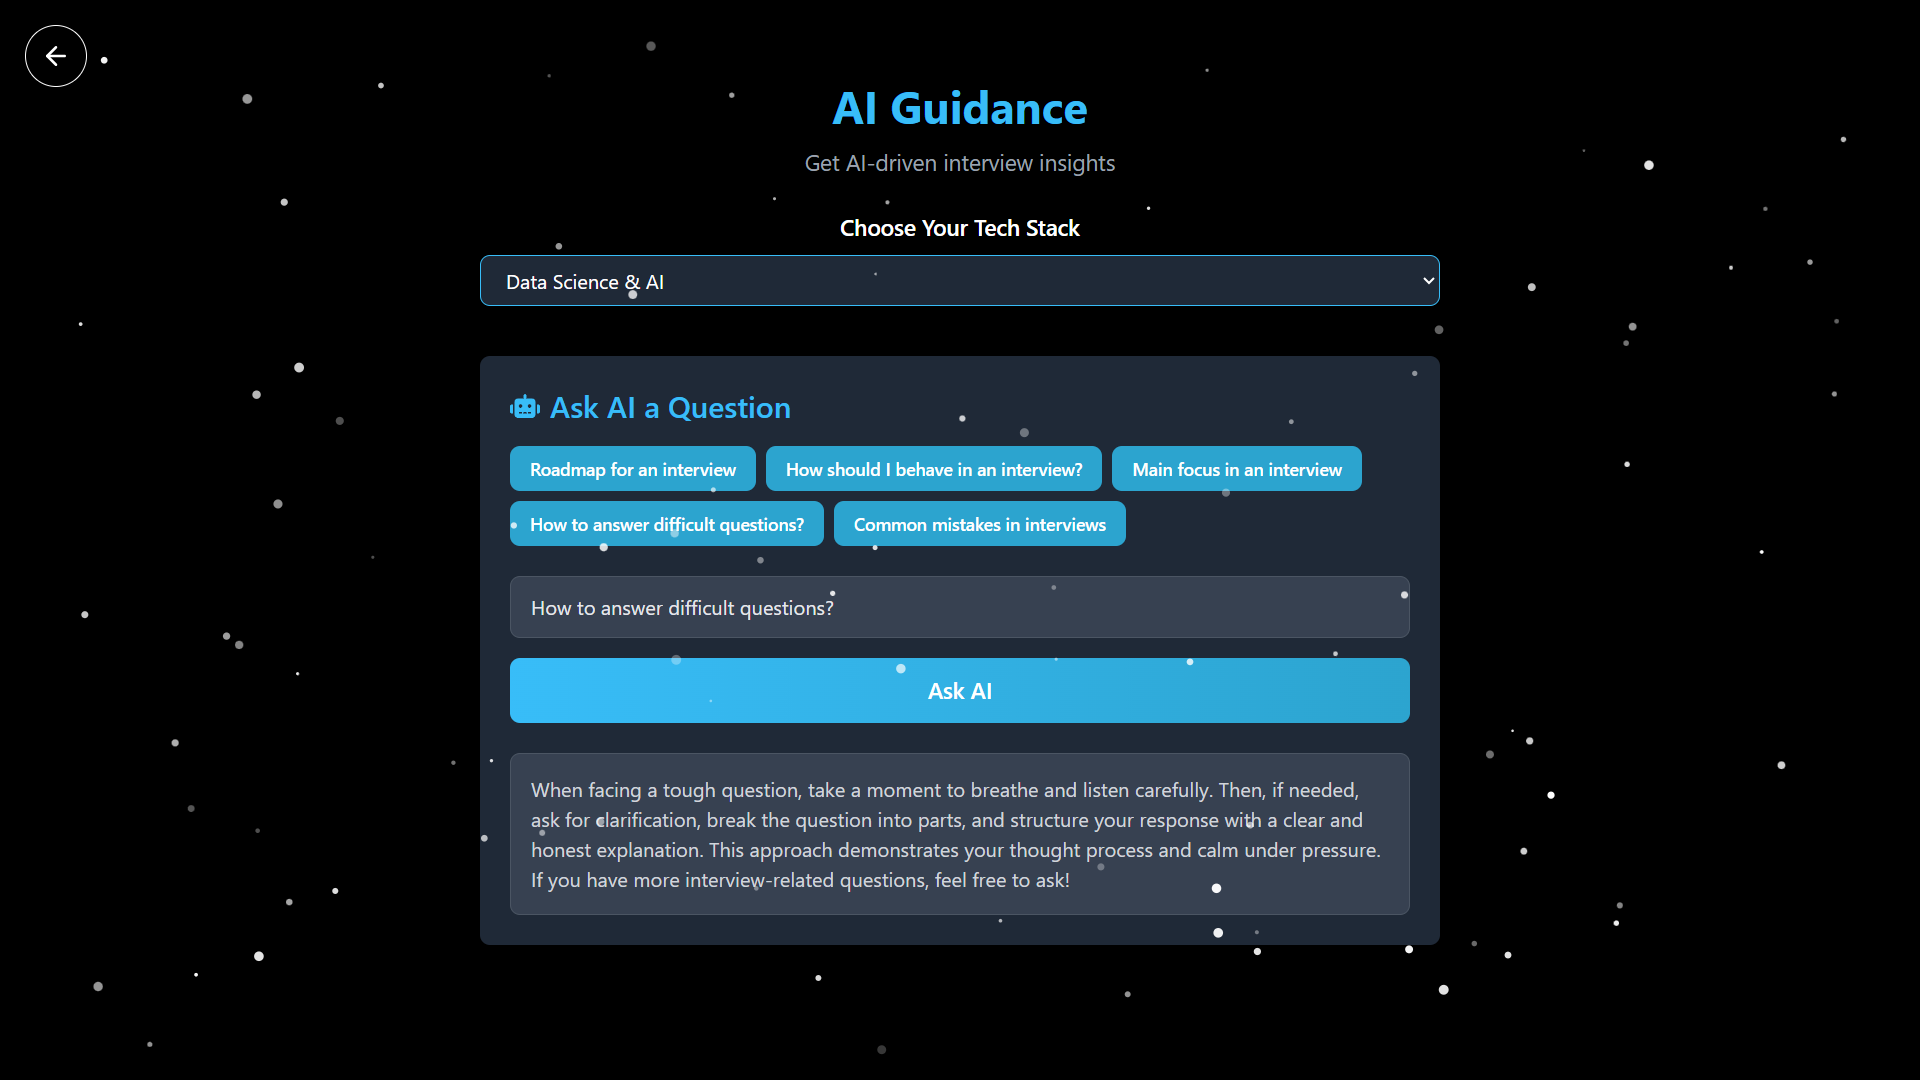 AI Guidance
Get AI-driven interview insights
Choose Your Tech Stack
Data Science & AI
Ask AI a Question
Roadmap for an interview
How should I behave in an interview?
Main focus in an interview
How to answer difficult questions?
Common mistakes in interviews
How to answer difficult questions?
Ask AI
When facing a tough question, take a moment to breathe and listen carefully. Then, if needed,
ask for clarification, break the question into parts, and structure your response with a clear and
honest explanation. This approach demonstrates your thought process and calm under pressure.
If you have more interview-related questions, feel free to ask!